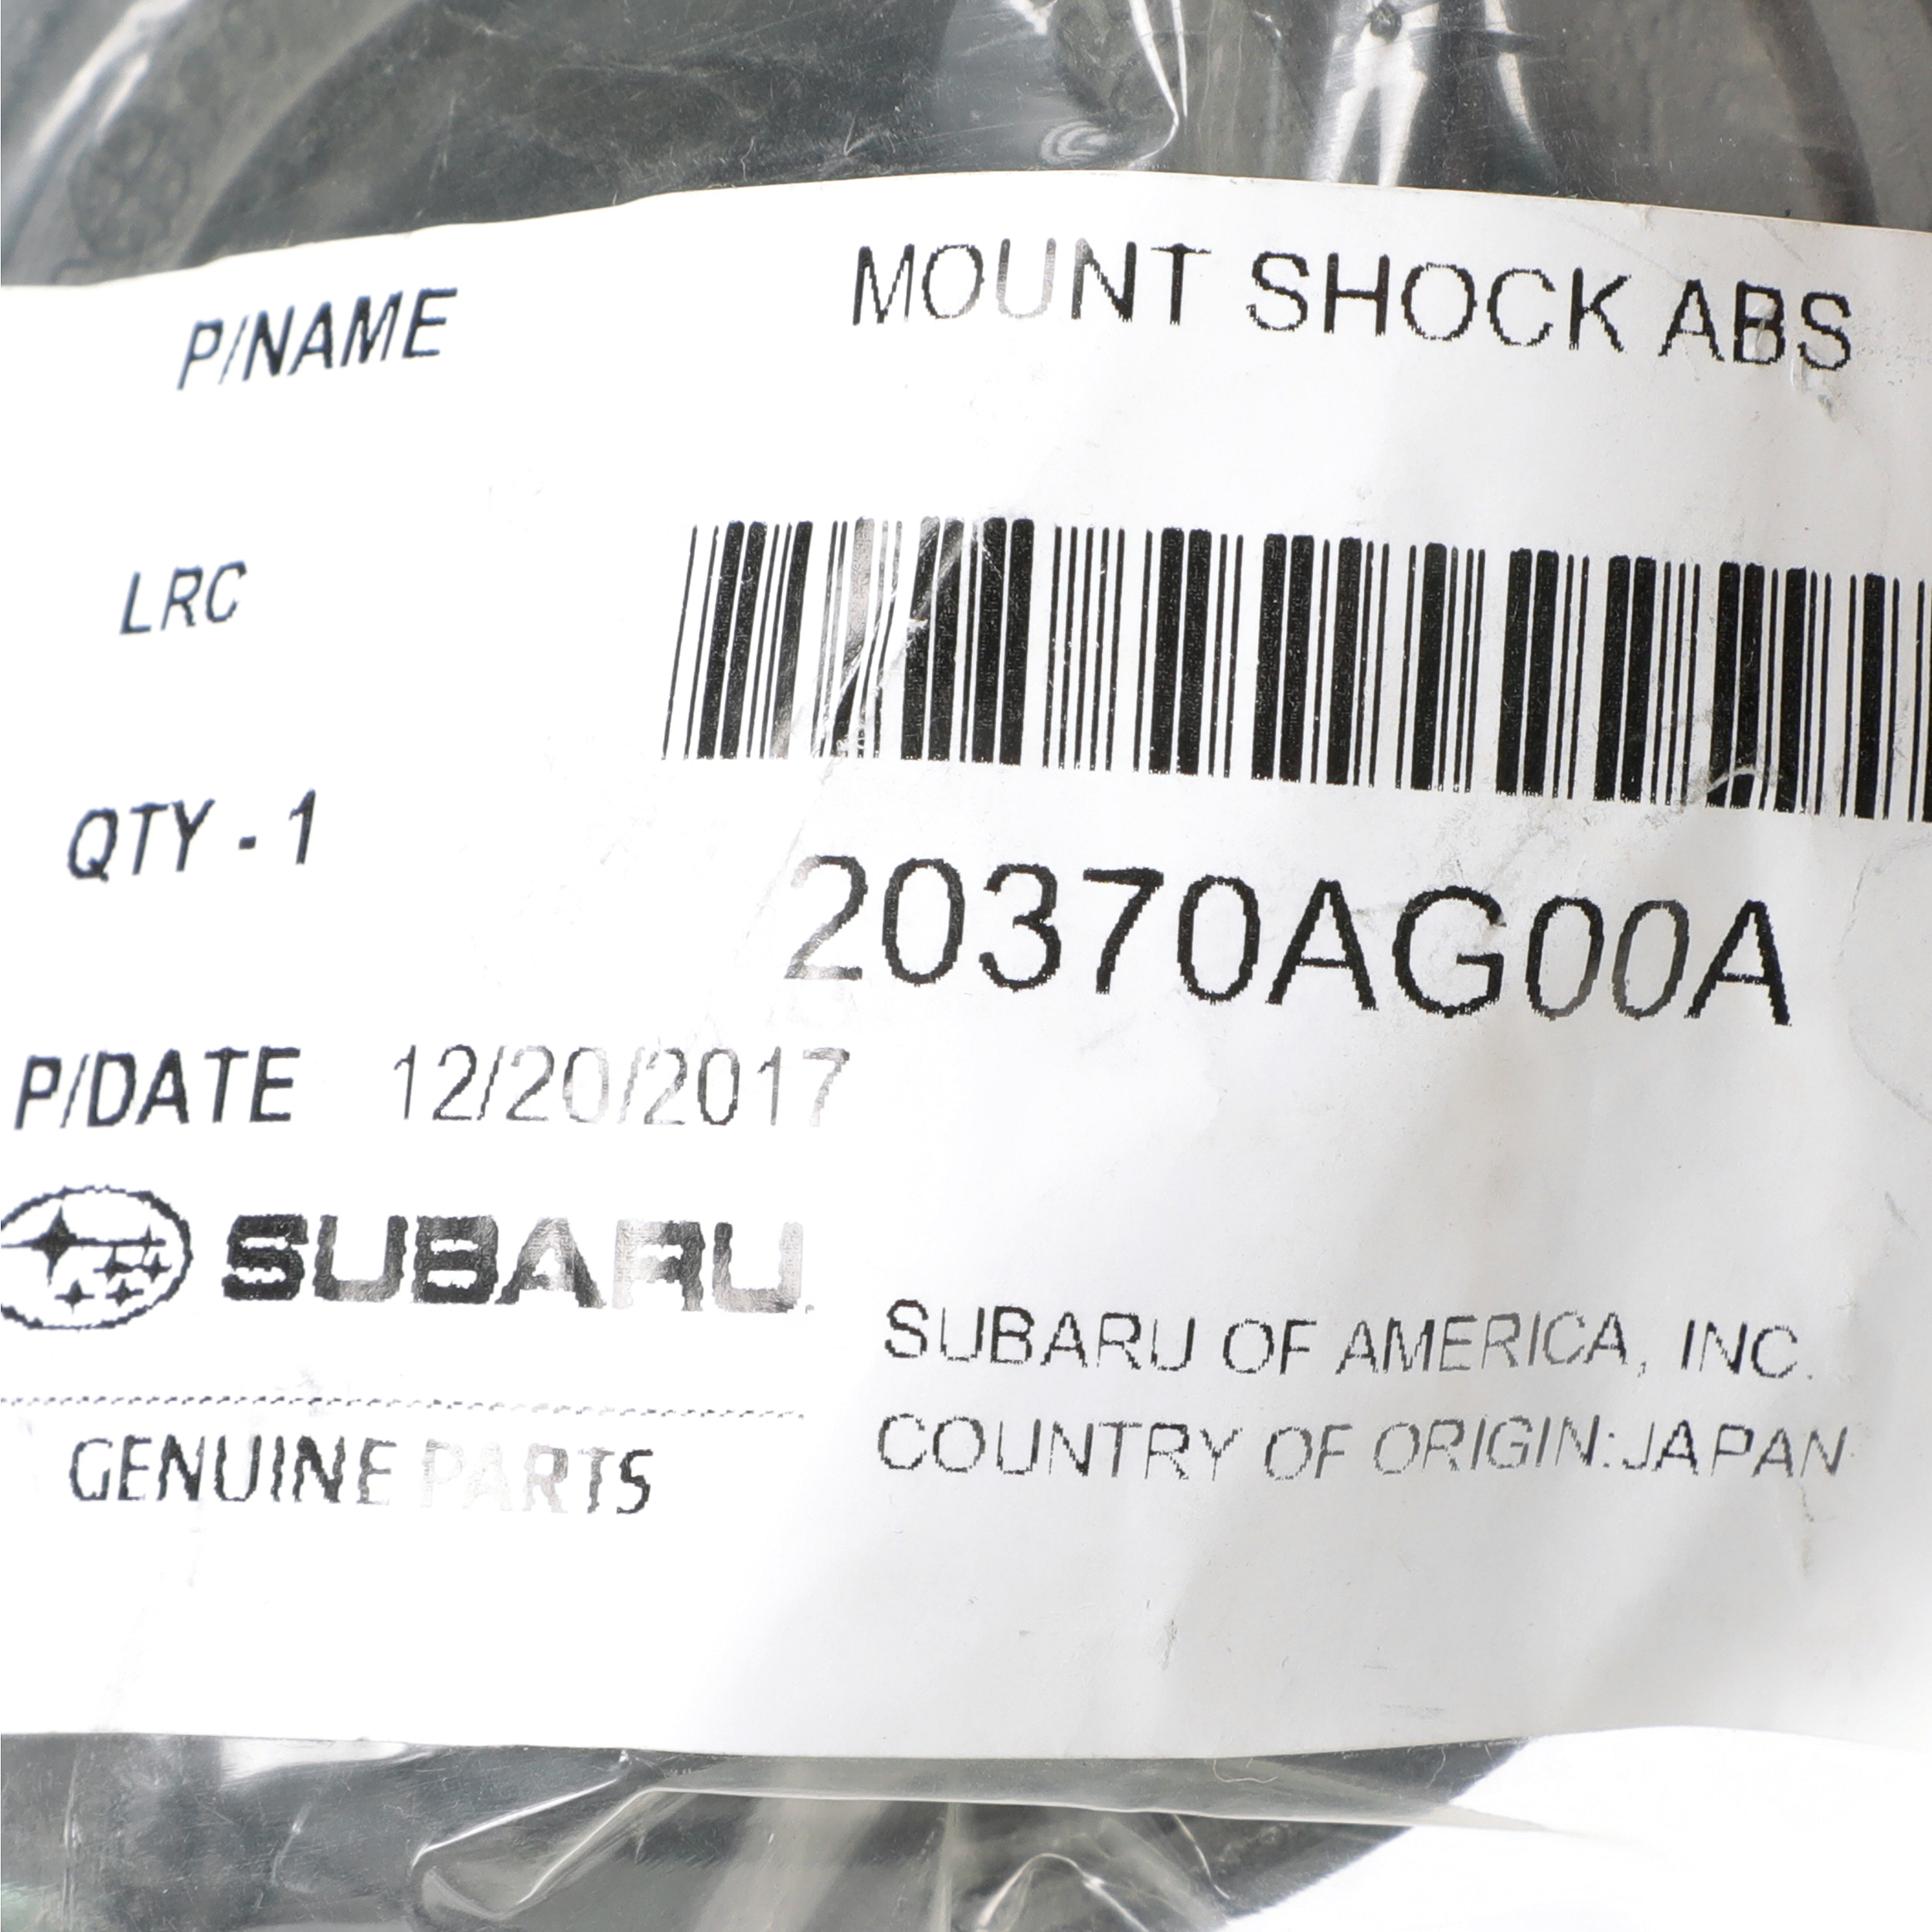 P/NAME MOUNT SHOCK ABS
LRC
QTY - 1
20370AG00A
P/DATE 12/20/2017
SUBARU
SUBARU OF AMERICA, INC.
GENUINE PARTS
COUNTRY OF ORIGIN:JAPAN